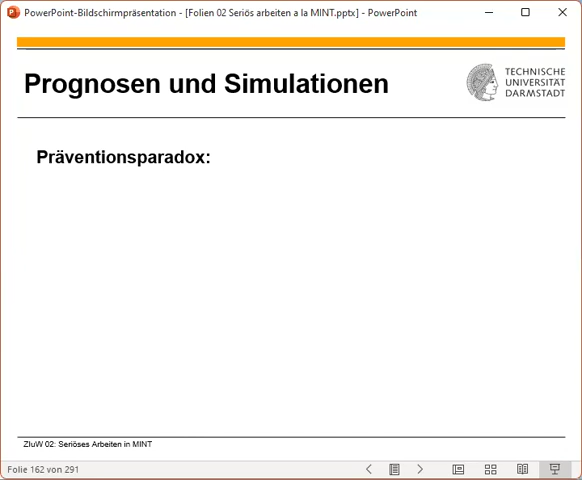 PowerPoint-Bildschirmpräsentation - [Folien 02 Seriös arbeiten a la MINT.pptx] - PowerPoint
Prognosen und Simulationen
TECHNISCHE
UNIVERSITÄT
DARMSTADT
Präventionsparadox:
ZIuW 02: Seriöses Arbeiten in MINT
Folie 162 von 291